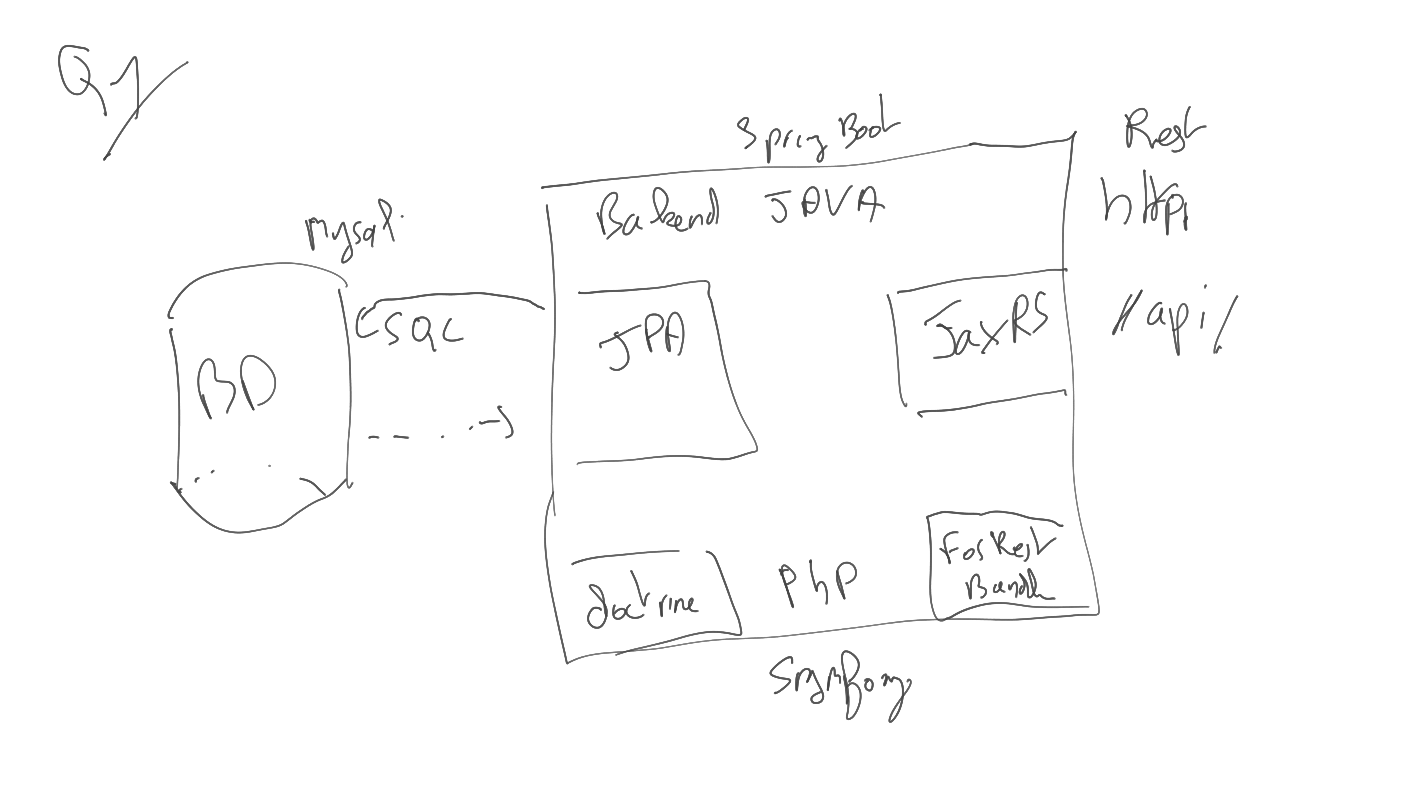 Q1
Spring Boot
Rest
Backend JAVA
http
Mysql
SQL
JPA
JaxRS
//api/
BD
FosRest
Bundle
PhP
doctrine
Symfony